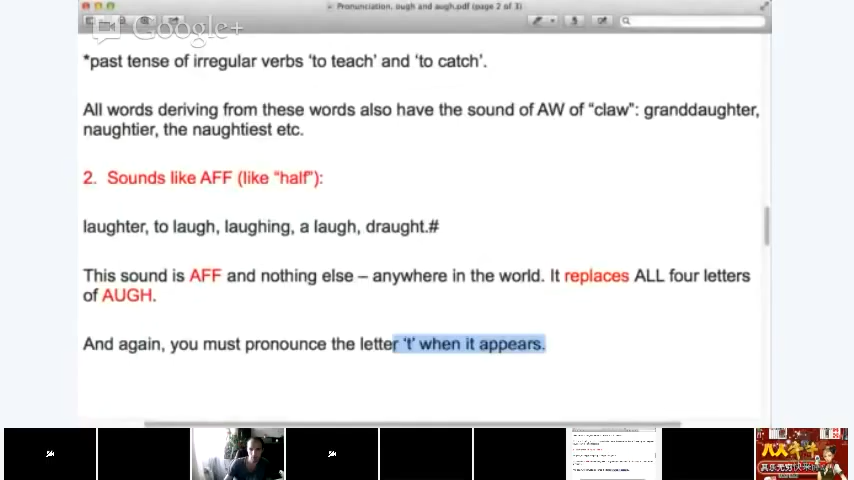 Pronunciation, ough and augh.pdf (page 2 of 3)
Google+
*past tense of irregular verbs ‘to teach’ and ‘to catch’.
All words deriving from these words also have the sound of AW of “claw”: granddaughter,
naughtier, the naughtiest etc.
2. Sounds like AFF (like “half”):
laughter, to laugh, laughing, a laugh, draught.#
This sound is AFF and nothing else – anywhere in the world. It replaces ALL four letters
of AUGH.
And again, you must pronounce the letter ‘t’ when it appears.